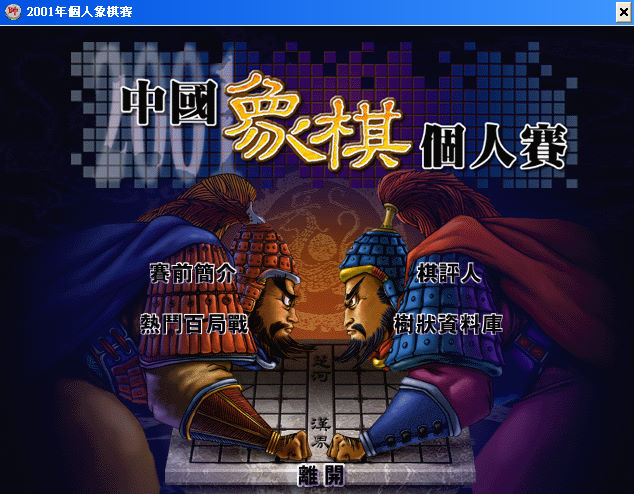 2001年個人象棋賽
2001
中國象棋個人賽
賽前簡介
棋評人
熱鬥百局戰
樹狀資料庫
楚河
漢界
離開